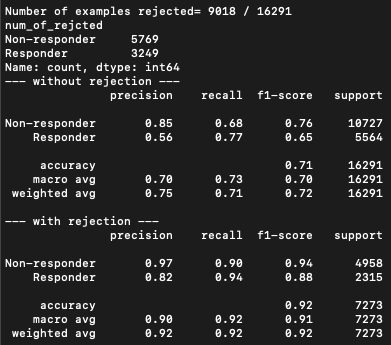 Number of examples rejected= 9018 / 16291
num_of_rejcted
Non-responder     5769
Responder         3249
Name: count, dtype: int64
--- without rejection ---
               precision    recall  f1-score   support

Non-responder       0.85      0.68      0.76     10727
    Responder       0.56      0.77      0.65      5564

     accuracy                           0.71     16291
    macro avg       0.70      0.73      0.70     16291
 weighted avg       0.75      0.71      0.72     16291

--- with rejection ---
               precision    recall  f1-score   support

Non-responder       0.97      0.90      0.94      4958
    Responder       0.82      0.94      0.88      2315

     accuracy                           0.92      7273
    macro avg       0.90      0.92      0.91      7273
 weighted avg       0.92      0.92      0.92      7273